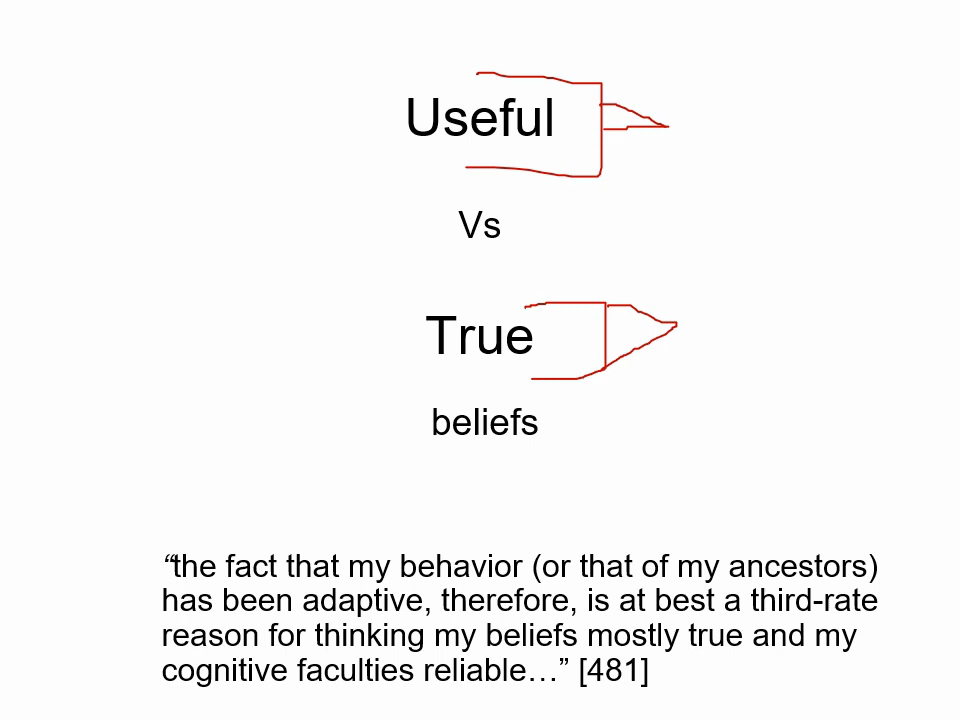 Useful
Vs
True
beliefs
“the fact that my behavior (or that of my ancestors)
has been adaptive, therefore, is at best a third-rate
reason for thinking my beliefs mostly true and my
cognitive faculties reliable…” [481]